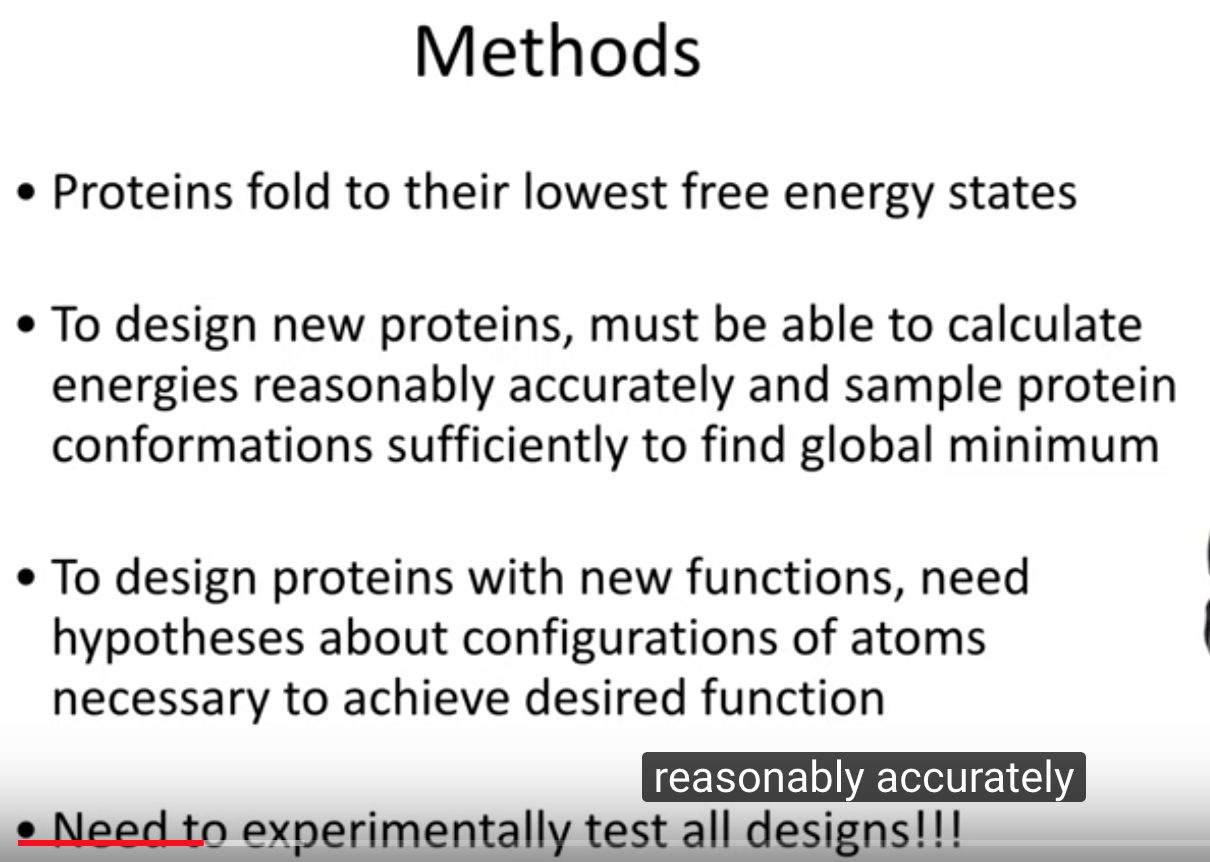 Methods
• Proteins fold to their lowest free energy states
• To design new proteins, must be able to calculate
energies reasonably accurately and sample protein
conformations sufficiently to find global minimum
• To design proteins with new functions, need
hypotheses about configurations of atoms
necessary to achieve desired function
reasonably accurately
• Need to experimentally test all designs!!!